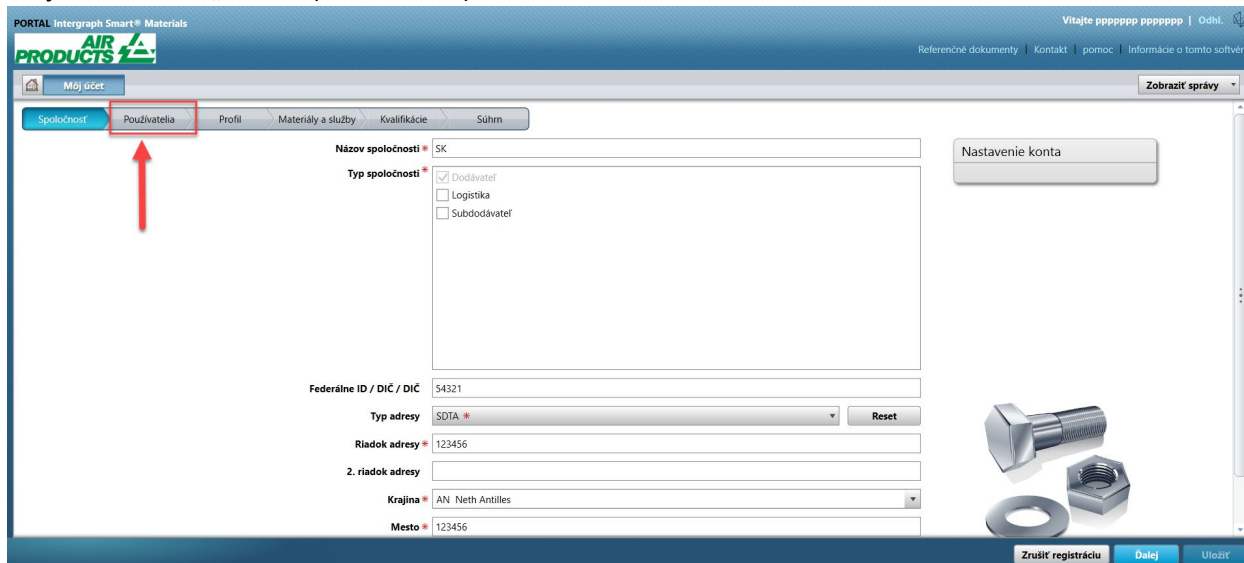 PORTAL Intergraph Smart® Materials
Vitajte ppppppp ppppppp | Odhl.
AIR
PRODUCTS
Referenčné dokumenty | Kontakt | pomoc | Informácie o tomto softvér
Môj účet
Zobraziť správy
Spoločnosť Používatelia Profil Materiály a služby Kvalifikácie Súhrn
Názov spoločnosti * SK
Nastavenie konta
Typ spoločnosti *
Dodávateľ
Logistika
Subdodávateľ
Federálne ID / DIČ / DIČ 54321
Typ adresy SDTA * Reset
Riadok adresy * 123456
2. riadok adresy
Krajina * AN Neth Antilles
Mesto * 123456
Zrušiť registráciu Ďalej Uložiť